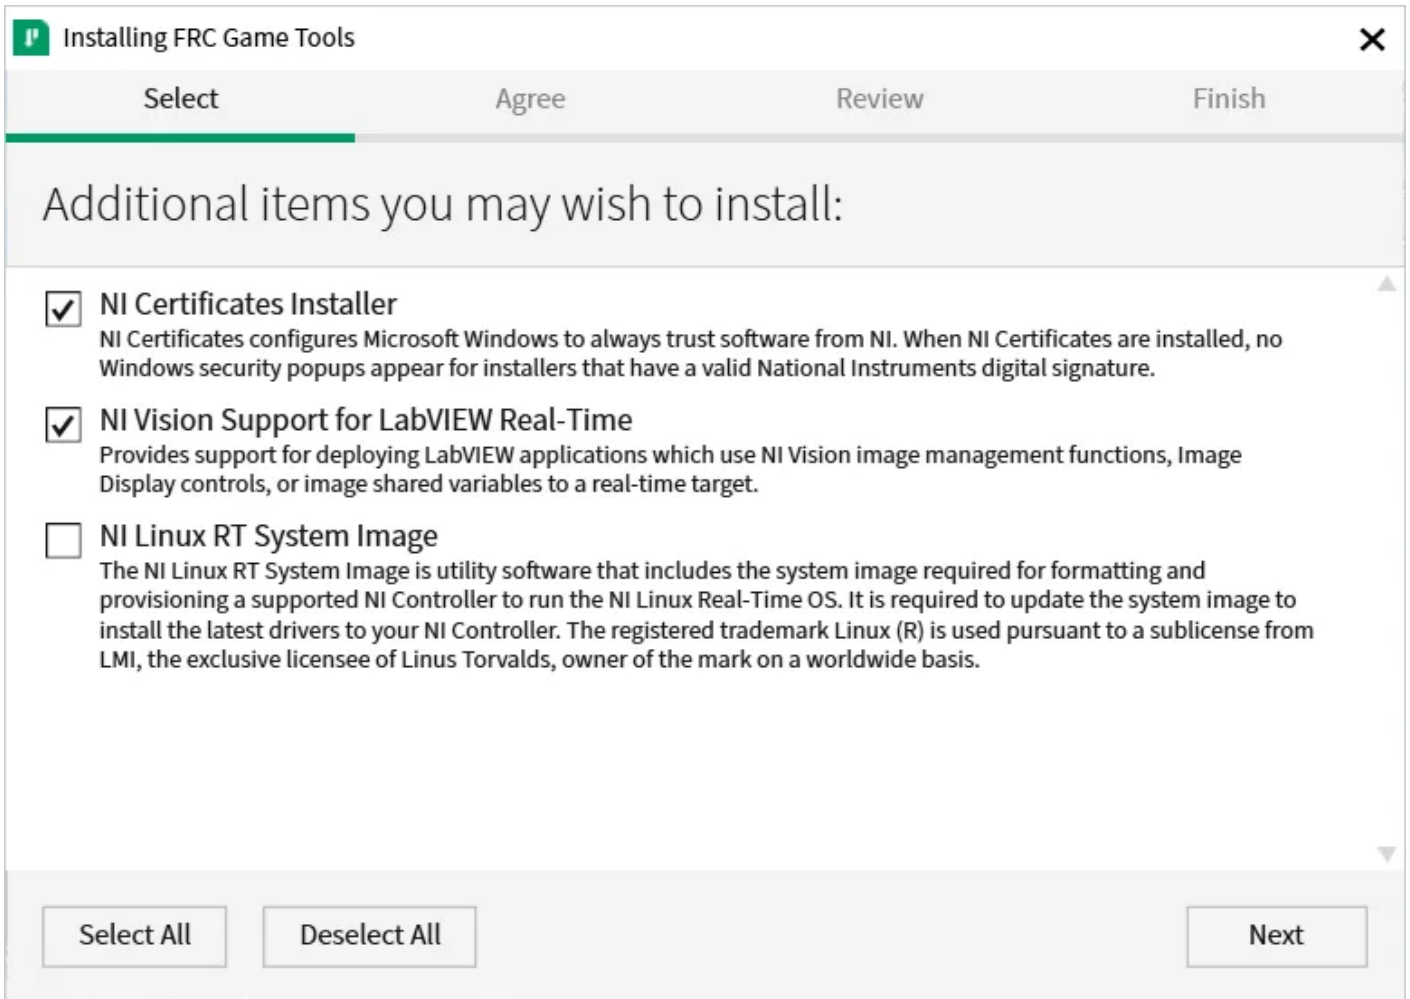 Installing FRC Game Tools
Select
Agree
Review
Finish
Additional items you may wish to install:
NI Certificates Installer
NI Certificates configures Microsoft Windows to always trust software from NI. When NI Certificates are installed, no
Windows security popups appear for installers that have a valid National Instruments digital signature.
NI Vision Support for LabVIEW Real-Time
Provides support for deploying LabVIEW applications which use NI Vision image management functions, Image
Display controls, or image shared variables to a real-time target.
NI Linux RT System Image
The NI Linux RT System Image is utility software that includes the system image required for formatting and
provisioning a supported NI Controller to run the NI Linux Real-Time OS. It is required to update the system image to
install the latest drivers to your NI Controller. The registered trademark Linux (R) is used pursuant to a sublicense from
LMI, the exclusive licensee of Linus Torvalds, owner of the mark on a worldwide basis.
Select All
Deselect All
Next